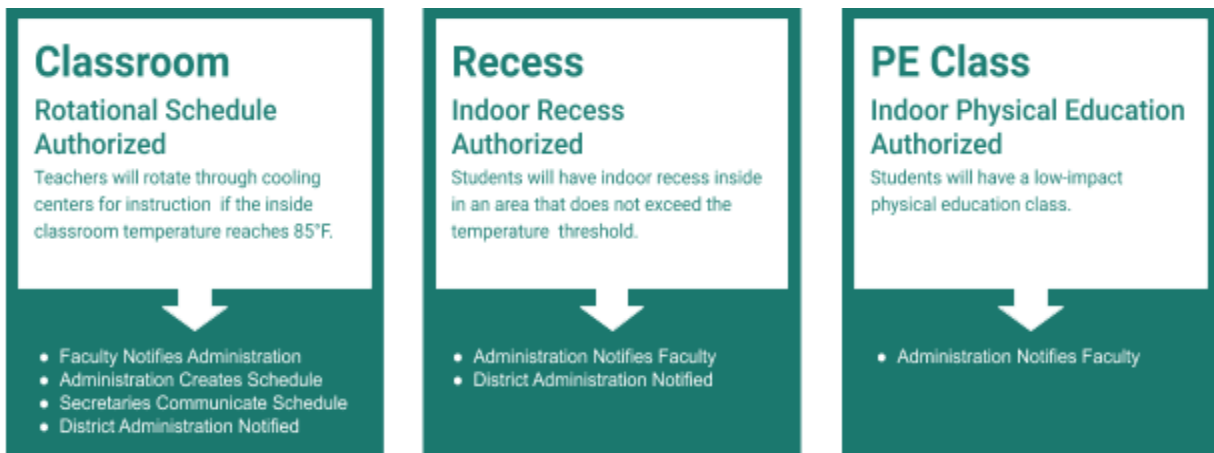 Classroom
Rotational Schedule
Authorized
Teachers will rotate through cooling
centers for instruction  if the inside
classroom temperature reaches 85°F.
● Faculty Notifies Administration
● Administration Creates Schedule
● Secretaries Communicate Schedule
● District Administration Notified
Recess
Indoor Recess
Authorized
Students will have indoor recess inside
in an area that does not exceed the
temperature  threshold.
● Administration Notifies Faculty
● District Administration Notified
PE Class
Indoor Physical Education
Authorized
Students will have a low-impact
physical education class.
● Administration Notifies Faculty